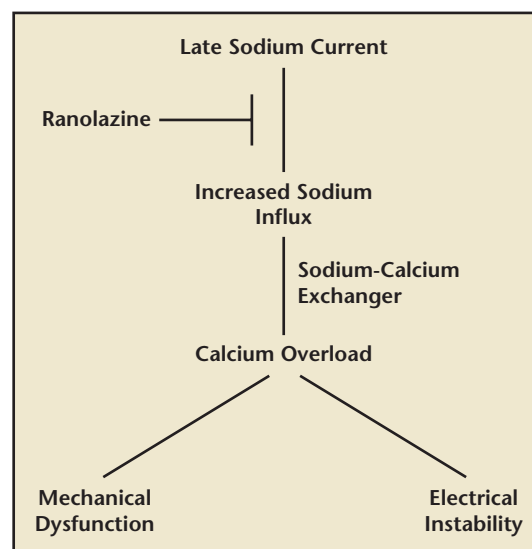 Late Sodium Current
Ranolazine
Increased Sodium
Influx
Sodium-Calcium
Exchanger
Calcium Overload
Mechanical
Dysfunction
Electrical
Instability